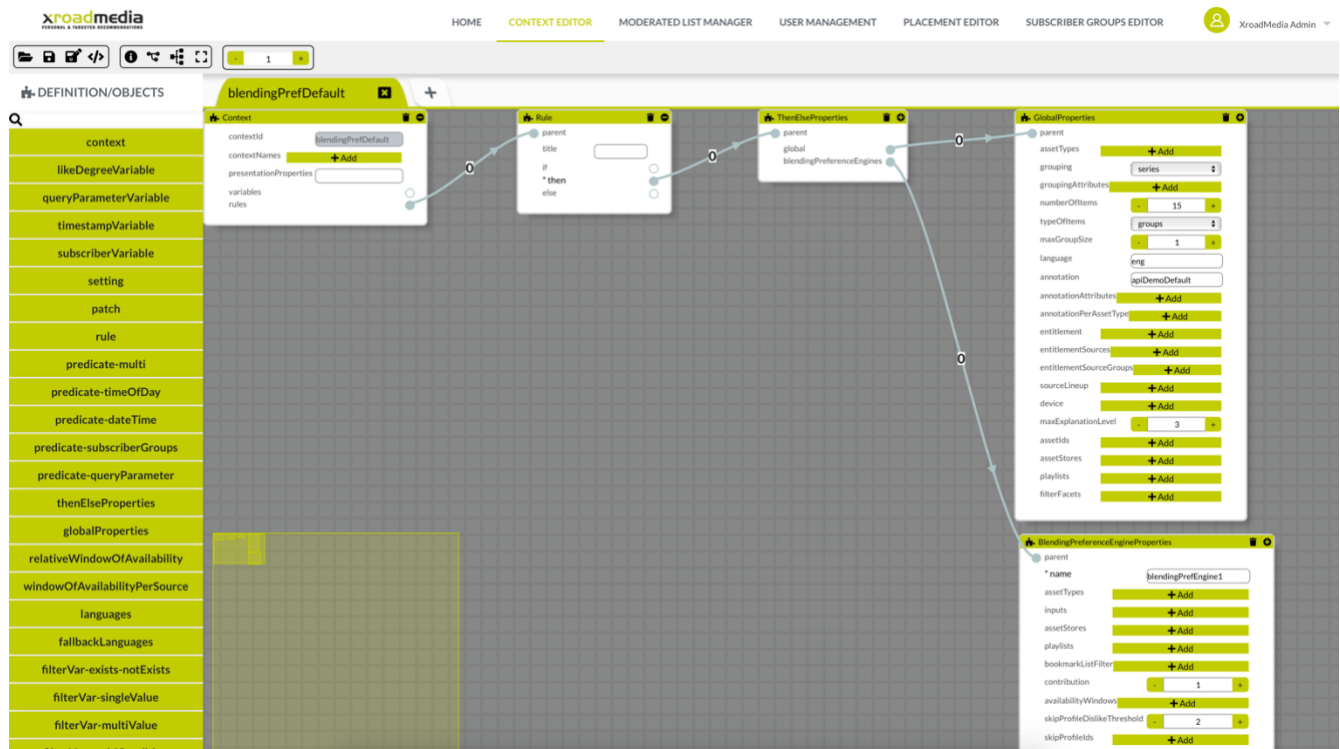 xroadmedia
PERSONAL & TARGETED RECOMMENDATIONS
HOME
CONTEXT EDITOR
MODERATED LIST MANAGER
USER MANAGEMENT
PLACEMENT EDITOR
SUBSCRIBER GROUPS EDITOR
XroadMedia Admin
- 1 +
DEFINITION/OBJECTS
blendingPrefDefault
+
context
likeDegreeVariable
queryParameterVariable
timestampVariable
subscriberVariable
setting
patch
rule
predicate-multi
predicate-timeOfDay
predicate-dateTime
predicate-subscriberGroups
predicate-queryParameter
thenElseProperties
globalProperties
relativeWindowOfAvailability
windowOfAvailabilityPerSource
languages
fallbackLanguages
filterVar-exists-notExists
filterVar-singleValue
filterVar-multiValue
Context
contextId blendingPrefDefault
contextNames + Add
presentationProperties
variables
rules
0
Rule
parent
title
if
* then
else
0
ThenElseProperties
parent
global
blendingPreferenceEngines
0
0
GlobalProperties
parent
assetTypes + Add
grouping series
groupingAttributes + Add
numberOfItems - 15 +
typeOfItems groups
maxGroupSize - 1 +
language eng
annotation apiDemoDefault
annotationAttributes + Add
annotationPerAssetType + Add
entitlement + Add
entitlementSources + Add
entitlementSourceGroups + Add
sourceLineup + Add
device + Add
maxExplanationLevel - 3 +
assetIds + Add
assetStores + Add
playlists + Add
filterFacets + Add
BlendingPreferenceEngineProperties
parent
* name blendingPrefEngine1
assetTypes + Add
inputs + Add
assetStores + Add
playlists + Add
bookmarkListFilter + Add
contribution - 1 +
availabilityWindows + Add
skipProfileDislikeThreshold - 2 +
skipProfileIds + Add